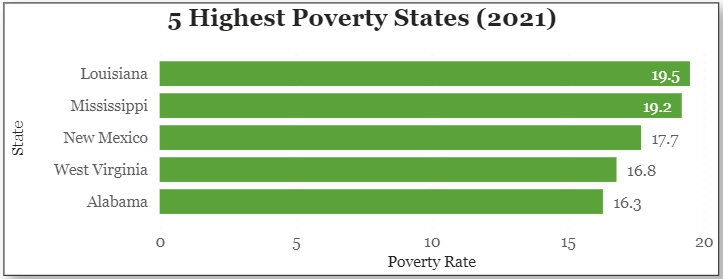 5 Highest Poverty States (2021)
Louisiana 19.5
Mississippi 19.2
New Mexico 17.7
West Virginia 16.8
Alabama 16.3
State
0 5 10 15 20
Poverty Rate